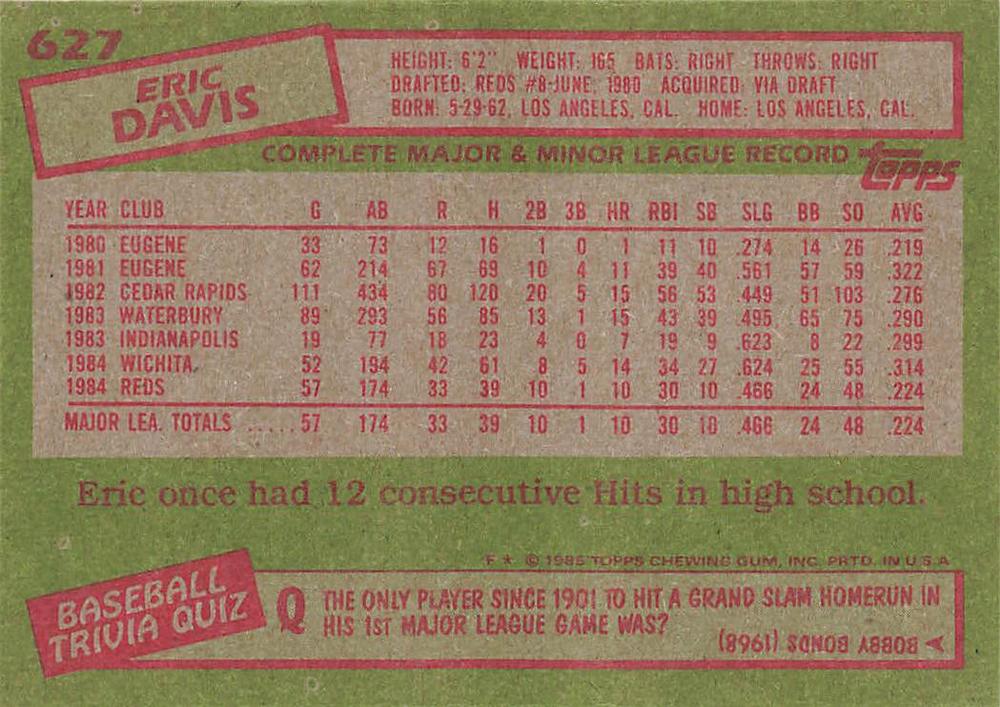 627
ERIC
DAVIS
HEIGHT: 6'2" WEIGHT: 165 BATS: RIGHT THROWS: RIGHT
DRAFTED: REDS #8-JUNE, 1980 ACQUIRED: VIA DRAFT
BORN: 5-29-62, LOS ANGELES, CAL. HOME: LOS ANGELES, CAL.
COMPLETE MAJOR & MINOR LEAGUE RECORD Topps
YEAR CLUB G AB R H 2B 3B HR RBI SB SLG BB SO AVG
1980 EUGENE 33 73 12 16 1 0 1 11 10 .274 14 26 .219
1981 EUGENE 62 214 67 69 10 4 11 39 40 .561 57 59 .322
1982 CEDAR RAPIDS 111 434 80 120 20 5 15 56 53 .449 51 103 .276
1983 WATERBURY 89 293 56 85 13 1 15 43 39 .495 65 75 .290
1983 INDIANAPOLIS 19 77 18 23 4 0 7 19 9 .623 8 22 .299
1984 WICHITA 52 194 42 61 8 5 14 34 27 .624 25 55 .314
1984 REDS 57 174 33 39 10 1 10 30 10 .466 24 48 .224
MAJOR LEA. TOTALS .....57 174 33 39 10 1 10 30 10 .466 24 48 .224
Eric once had 12 consecutive Hits in high school.
F ★ © 1985 TOPPS CHEWING GUM, INC. PRTD. IN U S A
BASEBALL
TRIVIA QUIZ
Q THE ONLY PLAYER SINCE 1901 TO HIT A GRAND SLAM HOMERUN IN
HIS 1ST MAJOR LEAGUE GAME WAS?
A BOBBY BONDS (1968)